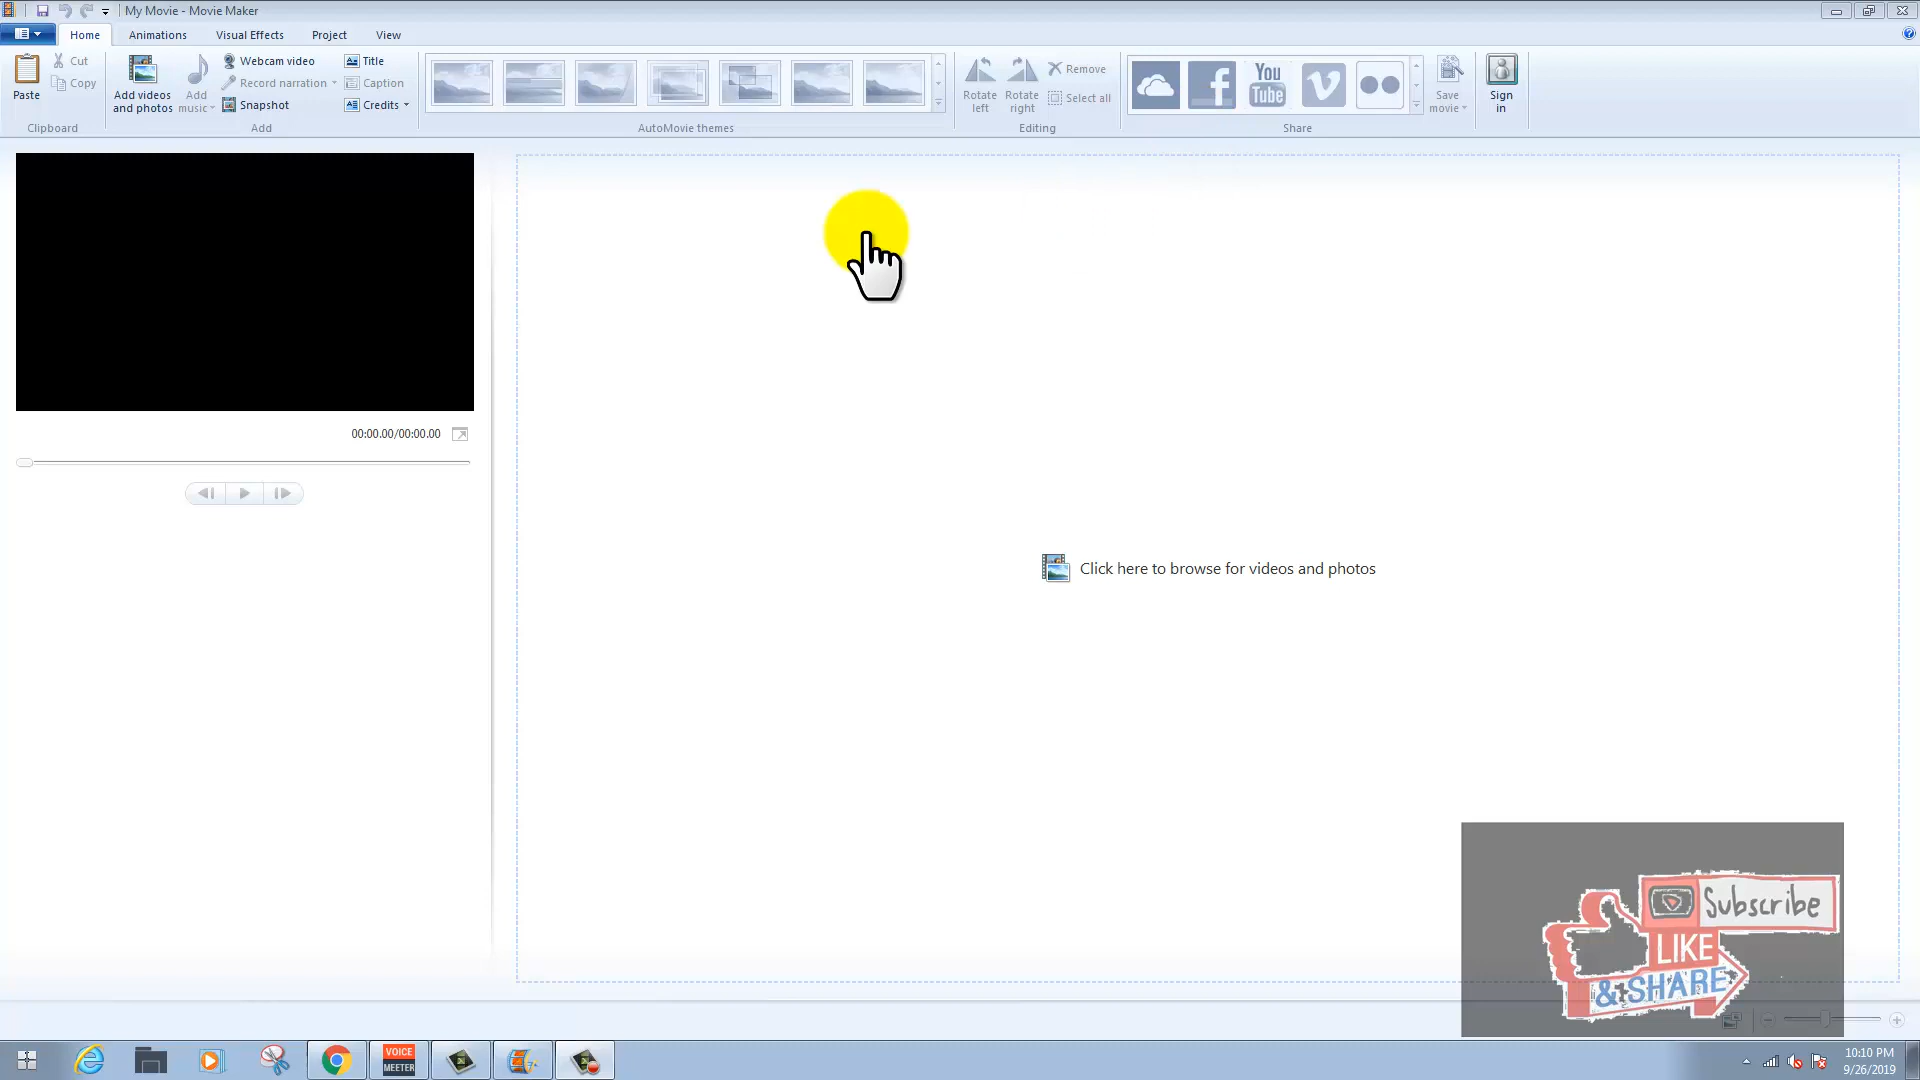 My Movie - Movie Maker
Home
Animations
Visual Effects
Project
View
Paste
Cut
Copy
Clipboard
Add videos
and photos
Add
music
Webcam video
Record narration
Snapshot
Title
Caption
Credits
Add
AutoMovie themes
Rotate
left
Rotate
right
Remove
Select all
Editing
f
You
Tube
V
Share
Save
movie
Sign
in
00:00.00/00:00.00
Click here to browse for videos and photos
Subscribe
LIKE
& SHARE
VOICE
MEETER
10:10 PM
9/26/2019